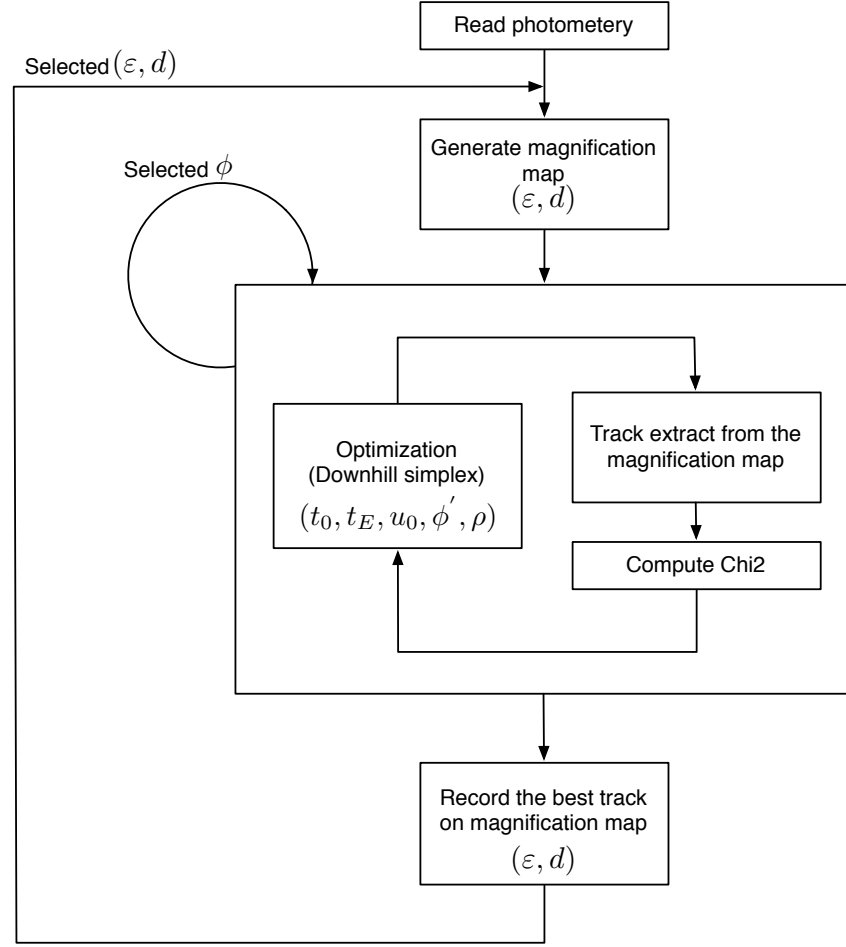 Read photometery
Selected (ε, d)
Generate magnification
map
(ε, d)
Selected ϕ
Optimization
(Downhill simplex)
(t₀, t_E, u₀, ϕ′, ρ)
Track extract from the
magnification map
Compute Chi2
Record the best track
on magnification map
(ε, d)